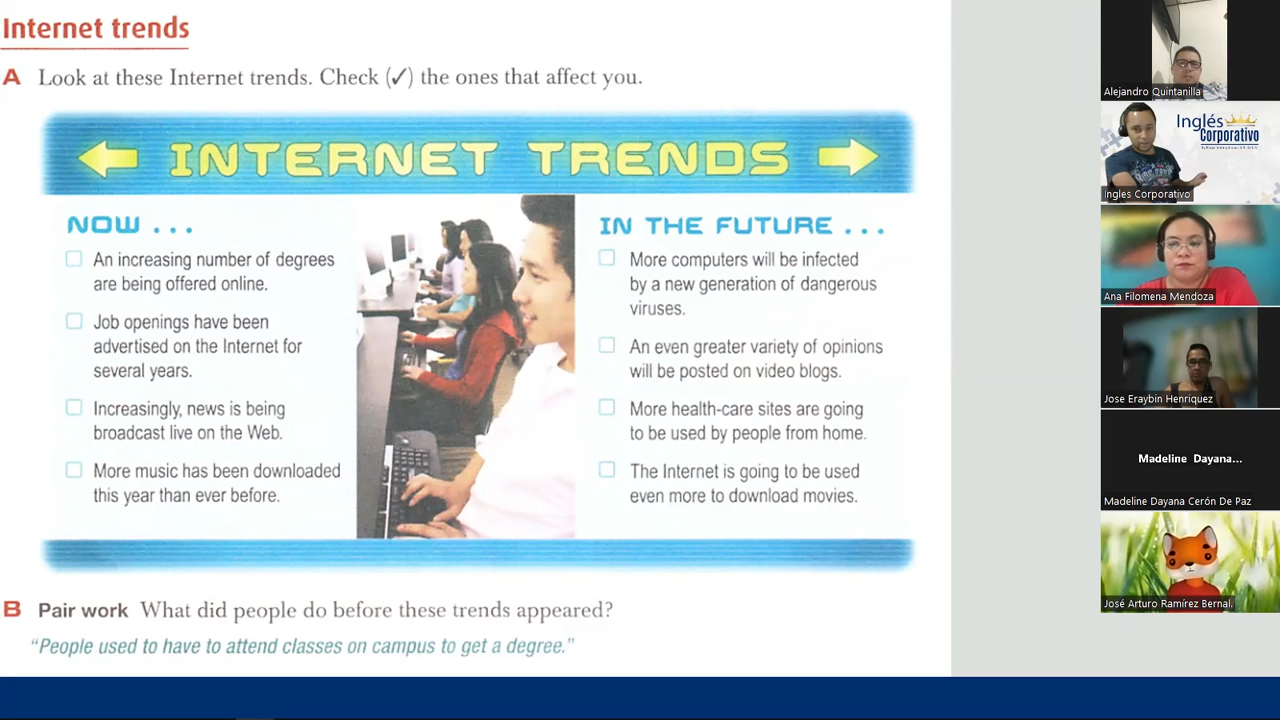 Internet trends
A Look at these Internet trends. Check (✓) the ones that affect you.
INTERNET TRENDS
NOW ...
An increasing number of degrees
are being offered online.
Job openings have been
advertised on the Internet for
several years.
Increasingly, news is being
broadcast live on the Web.
More music has been downloaded
this year than ever before.
IN THE FUTURE ...
More computers will be infected
by a new generation of dangerous
viruses.
An even greater variety of opinions
will be posted on video blogs.
More health-care sites are going
to be used by people from home.
The Internet is going to be used
even more to download movies.
B Pair work What did people do before these trends appeared?
“People used to have to attend classes on campus to get a degree.”
Alejandro Quintanilla
Inglés
Corporativo
Ingles Corporativo
Ana Filomena Mendoza
Jose Eraybin Henriquez
Madeline Dayana...
Madeline Dayana Cerón De Paz
José Arturo Ramírez Bernal.